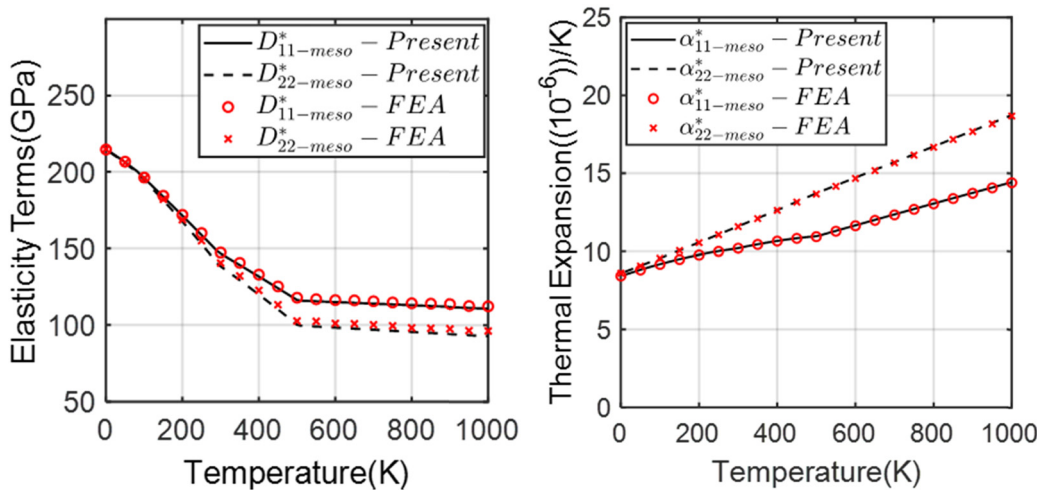 D*11-meso − Present
D*22-meso − Present
D*11-meso − FEA
D*22-meso − FEA
250
200
150
100
50
0 200 400 600 800 1000
Temperature(K)
Elasticity Terms(GPa)
α*11-meso − Present
α*22-meso − Present
α*11-meso − FEA
α*22-meso − FEA
25
20
15
10
5
0
0 200 400 600 800 1000
Temperature(K)
Thermal Expansion((10⁻⁶))/K)